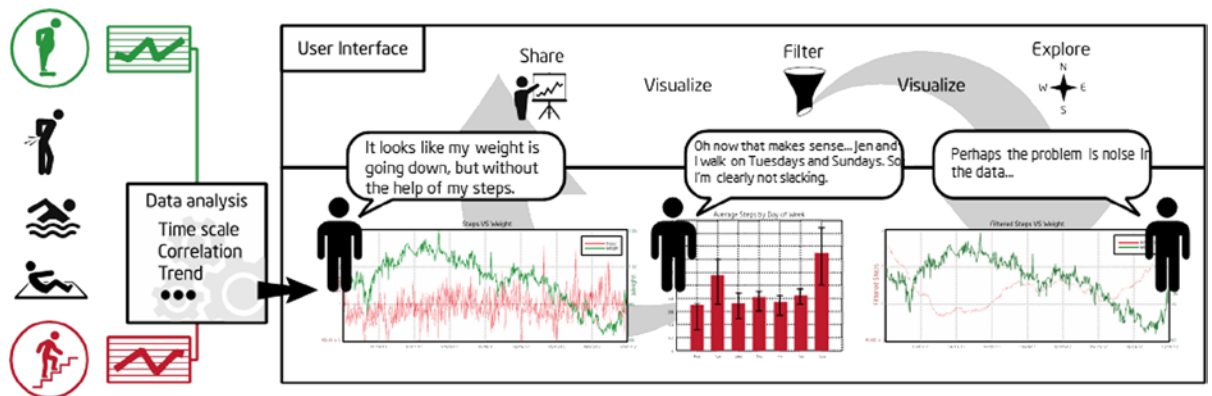 User Interface
Share
Visualize
Filter
Visualize
Explore
N
W E
S
It looks like my weight is
going down, but without
the help of my steps.
Oh now that makes sense... Jen and
I walk on Tuesdays and Sundays. So
I'm clearly not slacking.
Perhaps the problem is noise in
the data...
Data analysis
Time scale
Correlation
Trend
Steps VS Weight
Weight
Average Steps by Day of Week
Filtered Steps VS Weight
Filtered Steps